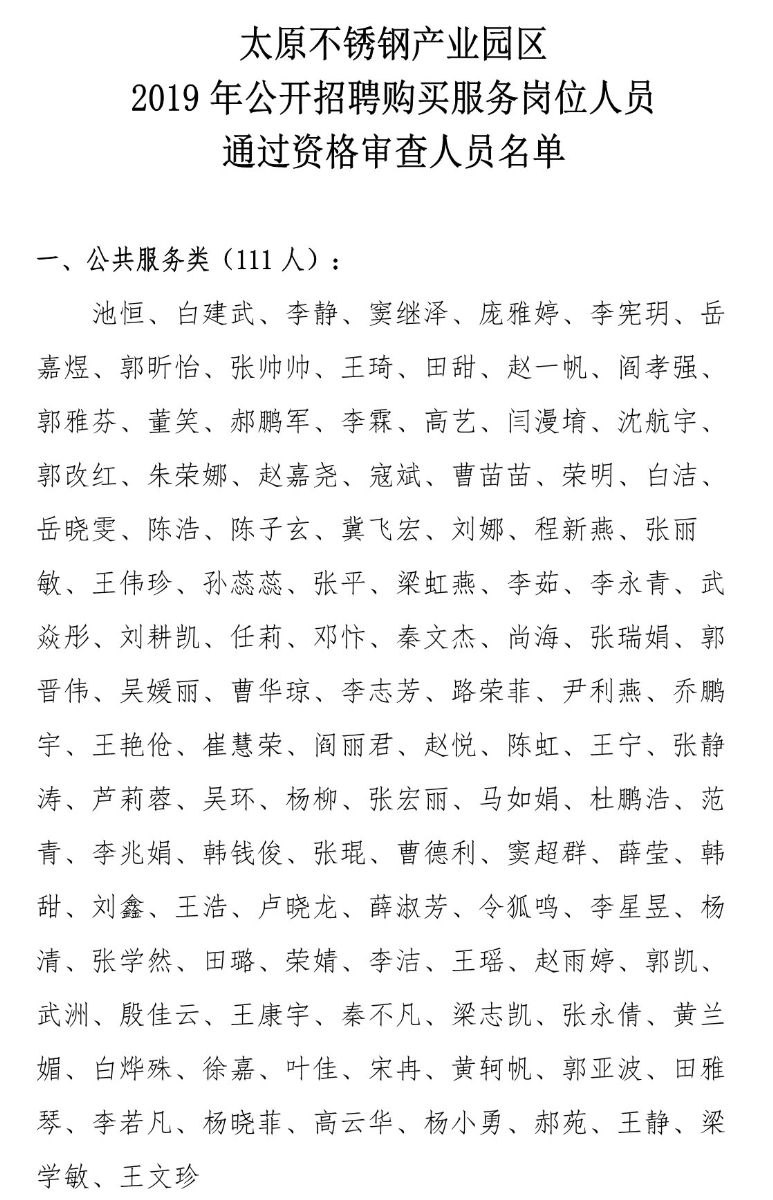 太原不锈钢产业园区
2019 年公开招聘购买服务岗位人员
通过资格审查人员名单
一、公共服务类（111 人）：
池恒、白建武、李静、窦继泽、庞雅婷、李宪玥、岳
嘉煜、郭昕怡、张帅帅、王琦、田甜、赵一帆、阎孝强、
郭雅芬、董笑、郝鹏军、李霖、高艺、闫漫堉、沈航宇、
郭改红、朱荣娜、赵嘉尧、寇斌、曹苗苗、荣明、白洁、
岳晓雯、陈浩、陈子玄、冀飞宏、刘娜、程新燕、张丽
敏、王伟珍、孙蕊蕊、张平、梁虹燕、李茹、李永青、武
焱彤、刘耕凯、任莉、邓忭、秦文杰、尚海、张瑞娟、郭
晋伟、吴媛丽、曹华琼、李志芳、路荣菲、尹利燕、乔鹏
宇、王艳伧、崔慧荣、阎丽君、赵悦、陈虹、王宁、张静
涛、芦莉蓉、吴环、杨柳、张宏丽、马如娟、杜鹏浩、范
青、李兆娟、韩钱俊、张琨、曹德利、窦超群、薛莹、韩
甜、刘鑫、王浩、卢晓龙、薛淑芳、令狐鸣、李星昱、杨
清、张学然、田璐、荣婧、李洁、王瑶、赵雨婷、郭凯、
武洲、殷佳云、王康宇、秦不凡、梁志凯、张永倩、黄兰
媚、白烨殊、徐嘉、叶佳、宋冉、黄轲帆、郭亚波、田雅
琴、李若凡、杨晓菲、高云华、杨小勇、郝苑、王静、梁
学敏、王文珍